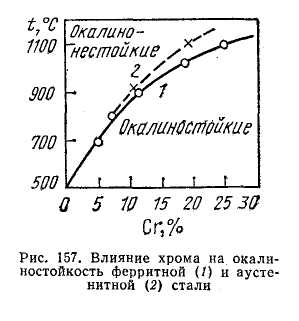 t,°C
1100
900
700
500
Окалино-
нестойкие
2
1
Окалиностойкие
0 5 10 15 20 25 30
Cr,%
Рис. 157. Влияние хрома на окали-
ностойкость ферритной (1) и аусте-
нитной (2) стали